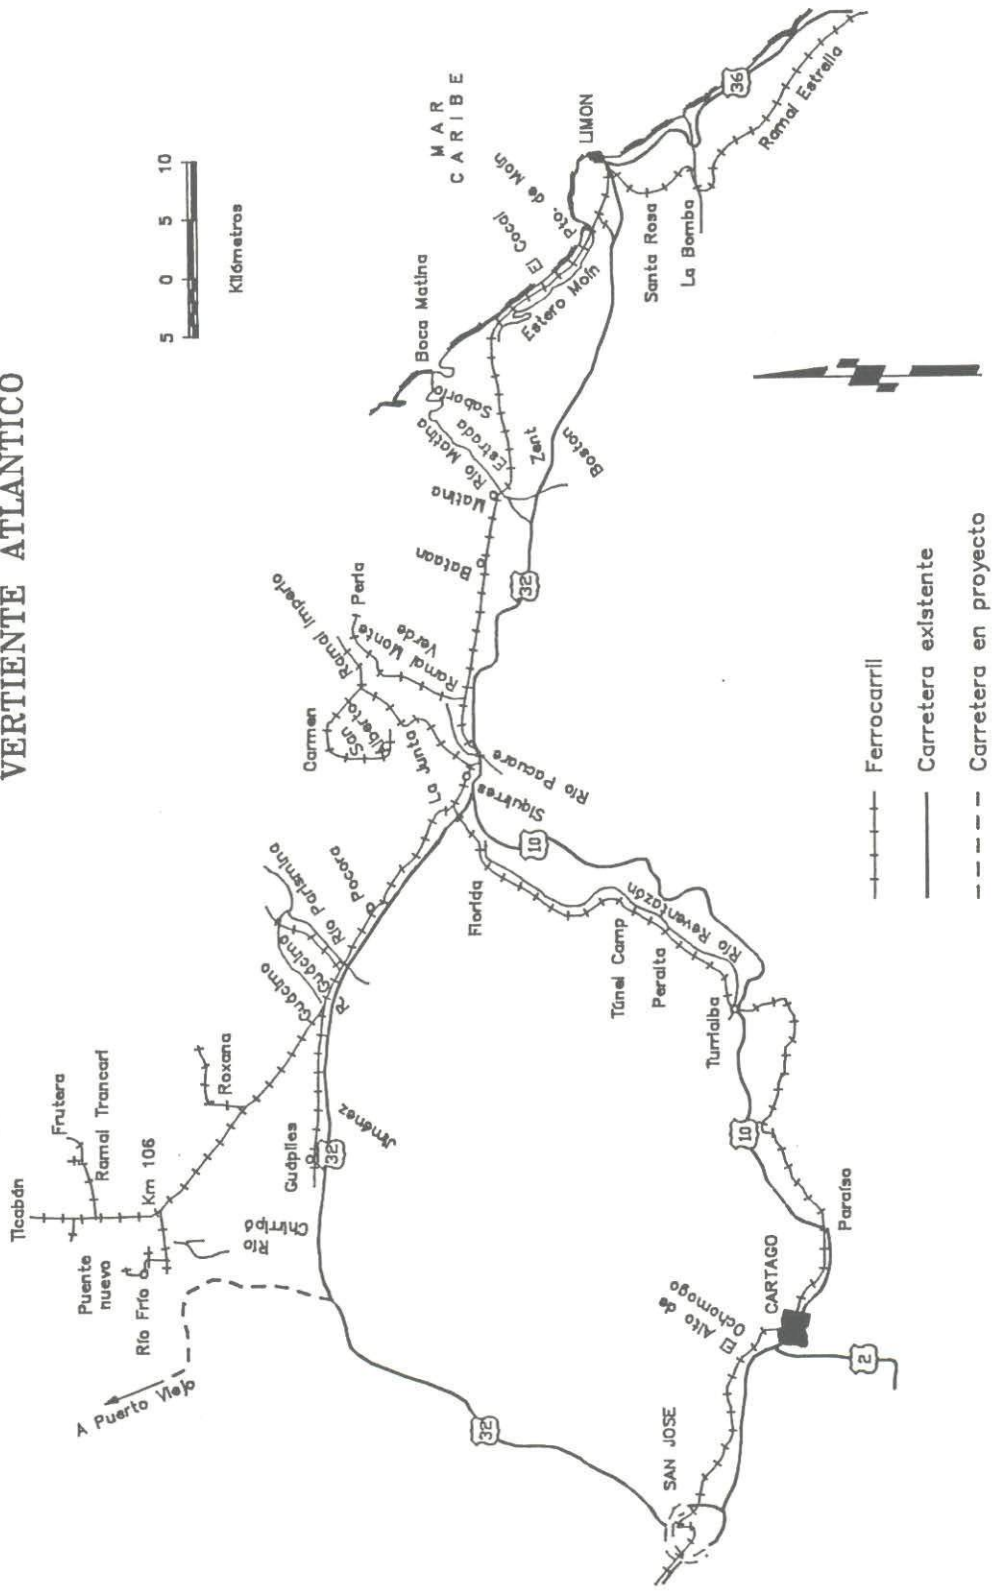 VERTIENTE ATLANTICO
5 0 5 10
Kilómetros
MAR
CARIBE
Ticabán
Frutera
Ramal Trancarl
Puente
nuevo
Km 106
Río Frío
A Puerto Viejo
Río
Chirripó
Roxana
Guápiles
32
Jiménez
Guácimo
R. Guácimo
Río Parismina
Pocora
La Junta
Carmen
San
Alberto
Ramal Imperio
Perla
Ramal Monte
Verde
Siquirres
Río Pacuare
Bataan
32
Matina
Río Matina
Estrada
Saborío
Boca Matina
Zent
Boston
El Cocal
Estero Moín
Pto. de Moín
LIMON
Santa Rosa
La Bomba
36
Ramal Estrella
Florida
10
Túnel Camp
Peralta
Río Reventazón
Turrialba
10
Paraíso
CARTAGO
El Alto de
Ochomogo
2
SAN JOSE
32
Ferrocarril
Carretera existente
Carretera en proyecto